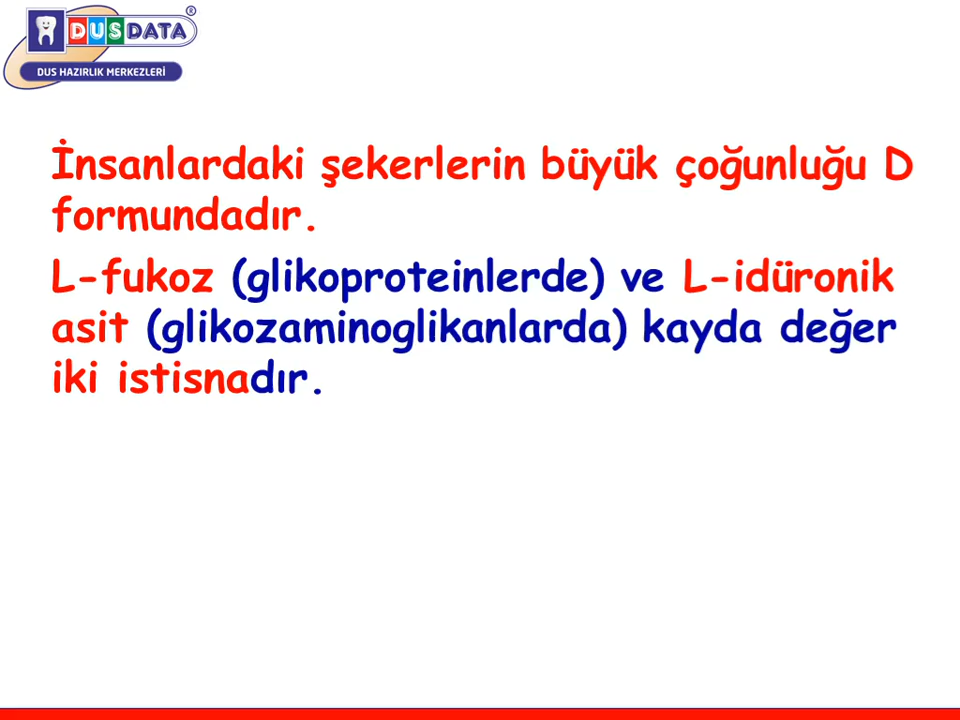 DUSDATA®
DUS HAZIRLIK MERKEZLERİ
İnsanlardaki şekerlerin büyük çoğunluğu D
formundadır.
L-fukoz (glikoproteinlerde) ve L-idüronik
asit (glikozaminoglikanlarda) kayda değer
iki istisnadır.